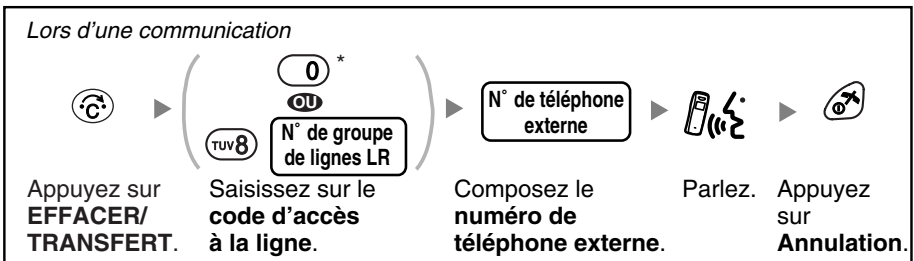 Lors d'une communication
C
0 *
OU
TUV8
N° de groupe
de lignes LR
N° de téléphone
externe
Appuyez sur
EFFACER/
TRANSFERT.
Saisissez sur le
code d'accès
à la ligne.
Composez le
numéro de
téléphone externe.
Parlez.
Appuyez
sur
Annulation.